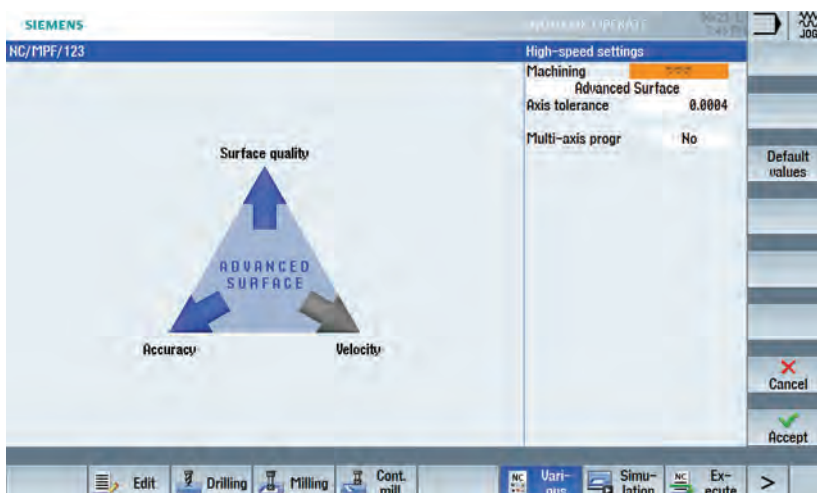 SIEMENS
JOG
NC/MPF/123
High-speed settings
Machining
Advanced Surface
Axis tolerance 0.0004
Multi-axis progr No
Surface quality
ADVANCED
SURFACE
Accuracy
Velocity
Default
values
Cancel
Accept
Edit
Drilling
Milling
Cont.
mill.
NC
Vari-
ous
Simu-
lation
NC
Ex-
ecute
>